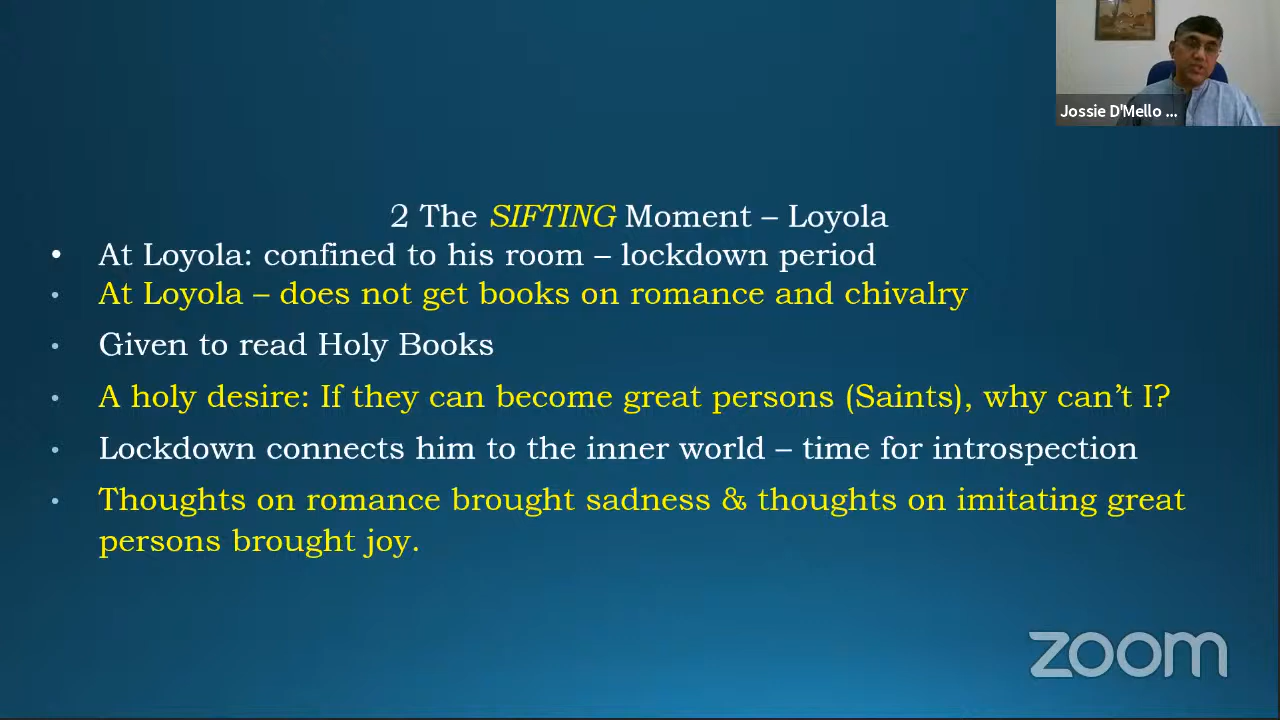 Jossie D'Mello ...
2 The SIFTING Moment – Loyola
• At Loyola: confined to his room – lockdown period
• At Loyola – does not get books on romance and chivalry
• Given to read Holy Books
• A holy desire: If they can become great persons (Saints), why can’t I?
• Lockdown connects him to the inner world – time for introspection
• Thoughts on romance brought sadness & thoughts on imitating great
persons brought joy.
zoom